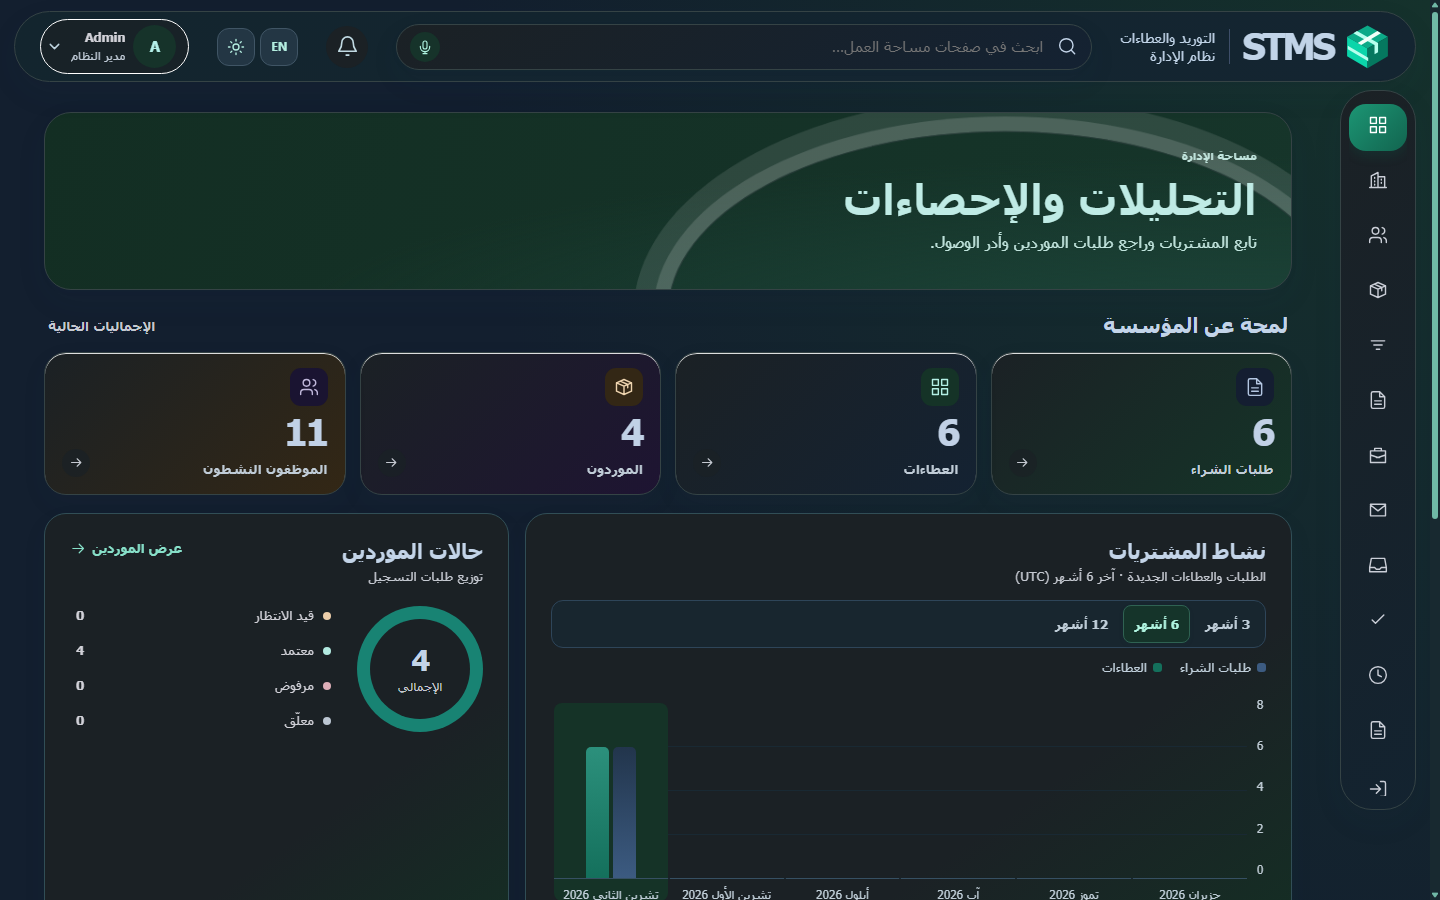 STMS
التوريد والعطاءات
نظام الإدارة
ابحث في صفحات مساحة العمل...
EN
A
Admin
مدير النظام
مساحة الإدارة
التحليلات والإحصاءات
تابع المشتريات وراجع طلبات الموردين وأدر الوصول.
لمحة عن المؤسسة
الإجماليات الحالية
6
طلبات الشراء
6
العطاءات
4
الموردون
11
الموظفون النشطون
نشاط المشتريات
الطلبات والعطاءات الجديدة · آخر 6 أشهر (UTC)
3 أشهر
6 أشهر
12 أشهر
طلبات الشراء
العطاءات
8
6
4
2
0
حزيران 2026
تموز 2026
آب 2026
أيلول 2026
تشرين الأول 2026
تشرين الثاني 2026
حالات الموردين
عرض الموردين
توزيع طلبات التسجيل
4
الإجمالي
قيد الانتظار 0
معتمد 4
مرفوض 0
معلّق 0